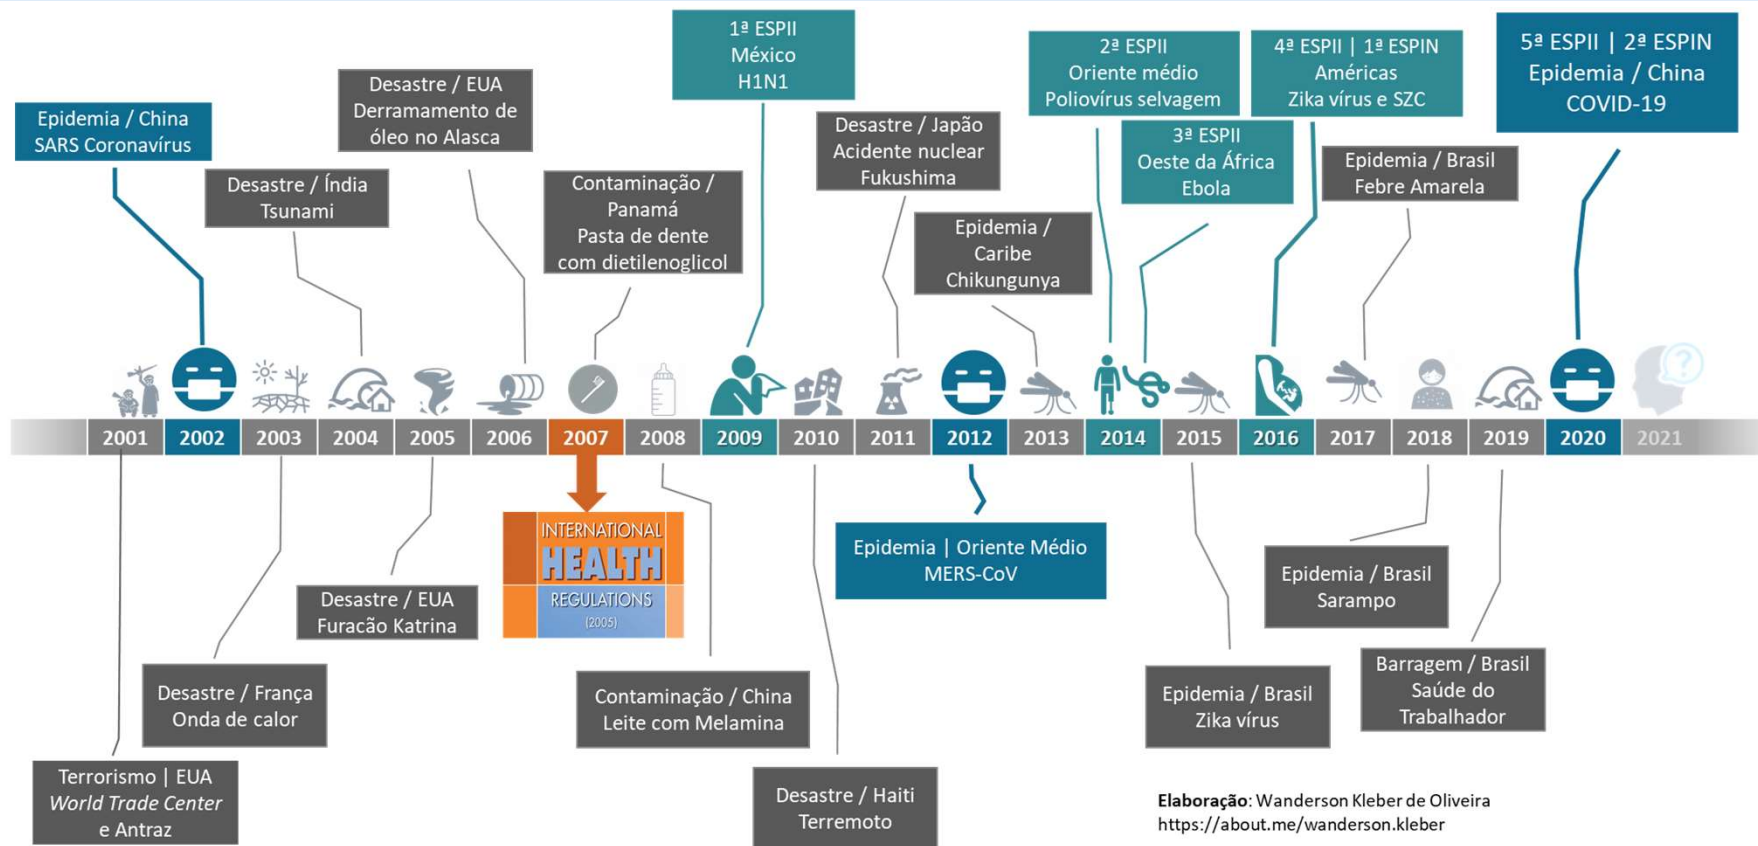 1ª ESPII
México
H1N1
2ª ESPII
Oriente médio
Poliovírus selvagem
4ª ESPII | 1ª ESPIN
Américas
Zika vírus e SZC
5ª ESPII | 2ª ESPIN
Epidemia / China
COVID-19
Desastre / EUA
Derramamento de
óleo no Alasca
Epidemia / China
SARS Coronavírus
Desastre / Japão
Acidente nuclear
Fukushima
3ª ESPII
Oeste da África
Ebola
Epidemia / Brasil
Febre Amarela
Desastre / Índia
Tsunami
Contaminação /
Panamá
Pasta de dente
com dietilenoglicol
Epidemia /
Caribe
Chikungunya
2001
2002
2003
2004
2005
2006
2007
2008
2009
2010
2011
2012
2013
2014
2015
2016
2017
2018
2019
2020
2021
?
INTERNATIONAL
HEALTH
REGULATIONS
(2005)
Epidemia | Oriente Médio
MERS-CoV
Epidemia / Brasil
Sarampo
Desastre / EUA
Furacão Katrina
Desastre / França
Onda de calor
Contaminação / China
Leite com Melamina
Epidemia / Brasil
Zika vírus
Barragem / Brasil
Saúde do
Trabalhador
Terrorismo | EUA
World Trade Center
e Antraz
Desastre / Haiti
Terremoto
Elaboração: Wanderson Kleber de Oliveira
https://about.me/wanderson.kleber